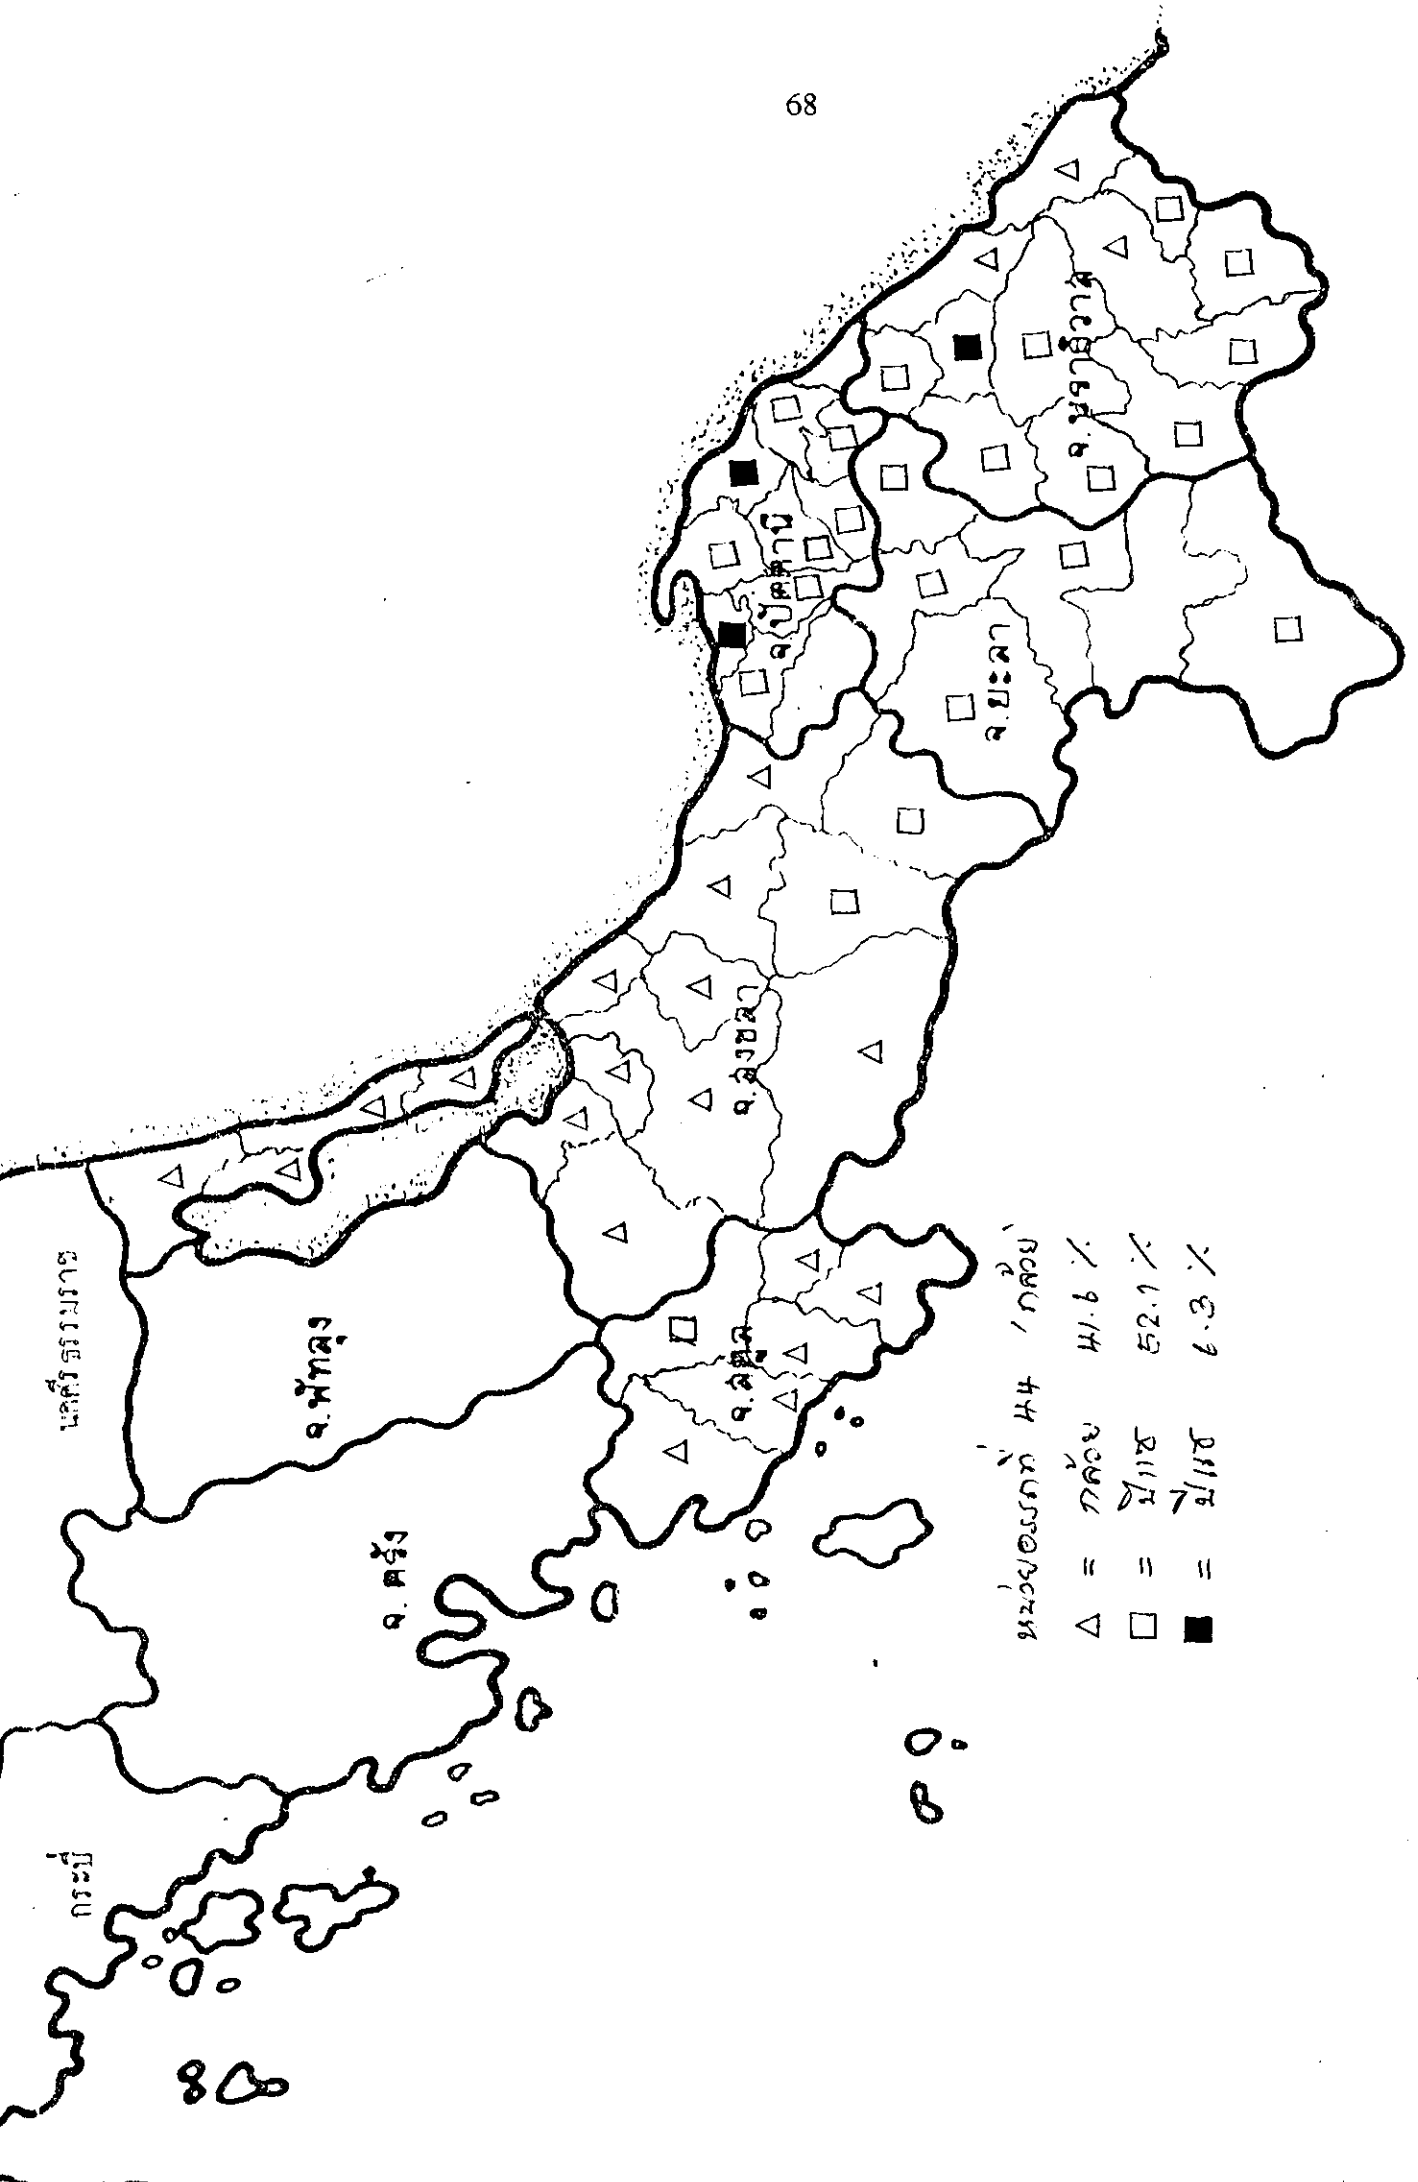 68
นครศรีธรรมราช
จ.พัทลุง
จ.ตรัง
กระบี่
จ.สงขลา
จ.สตูล
จ.ปัตตานี
จ.ยะลา
จ.นราธิวาส
หน่วยอรรถที่ 44 'กล้วย'
△ = กล้วย 41.6 %
□ = ปีแซ 52.1 %
■ = ปีแซ 6.3 %